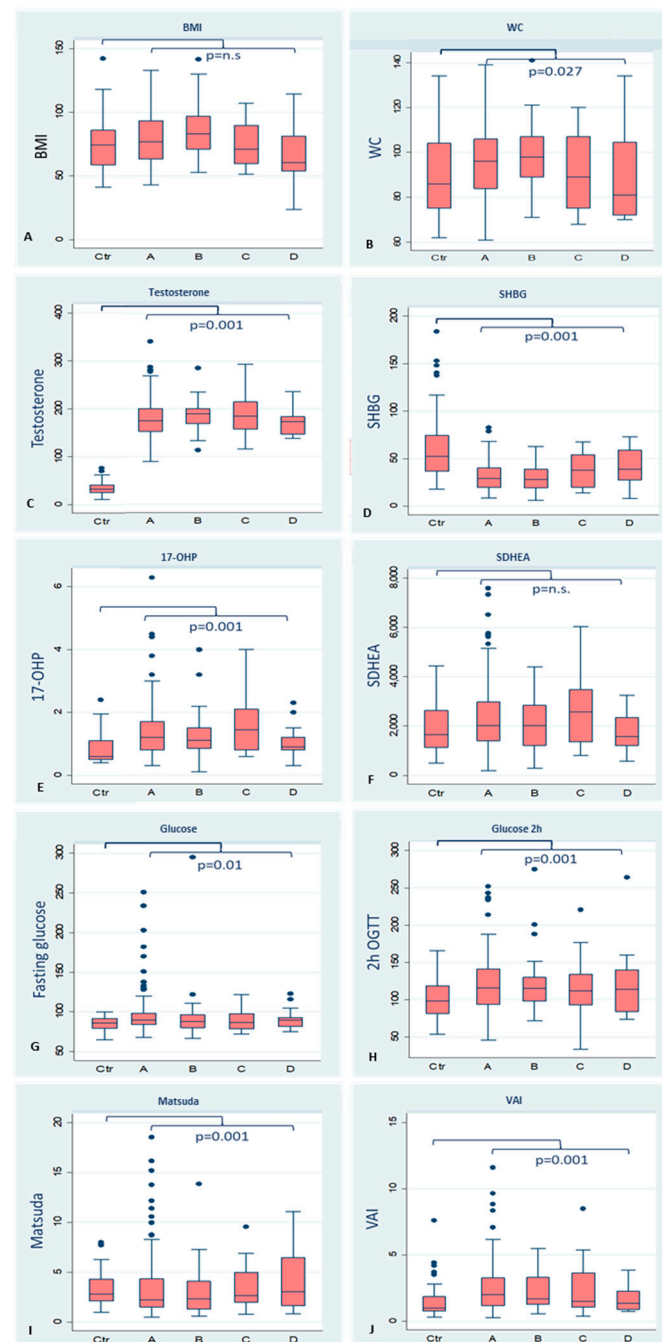 BMI
p=n.s
BMI
0 50 100 150
A
Ctr A B C D
WC
p=0.027
WC
60 80 100 120 140
B
Ctr A B C D
Testosterone
p=0.001
Testosterone
0 100 200 300 400
C
Ctr A B C D
SHBG
p=0.001
SHBG
0 50 100 150 200
D
Ctr A B C D
17-OHP
p=0.001
17-OHP
0 2 4 6
E
Ctr A B C D
SDHEA
p=n.s.
SDHEA
0 2,000 4,000 6,000 8,000
F
Ctr A B C D
Glucose
p=0.01
Fasting glucose
50 100 150 200 250 300
G
Ctr A B C D
Glucose 2h
p=0.001
2h OGTT
50 100 150 200 250 300
H
Ctr A B C D
Matsuda
p=0.001
Matsuda
0 5 10 15 20
I
Ctr A B C D
VAI
p=0.001
VAI
0 5 10 15
J
Ctr A B C D